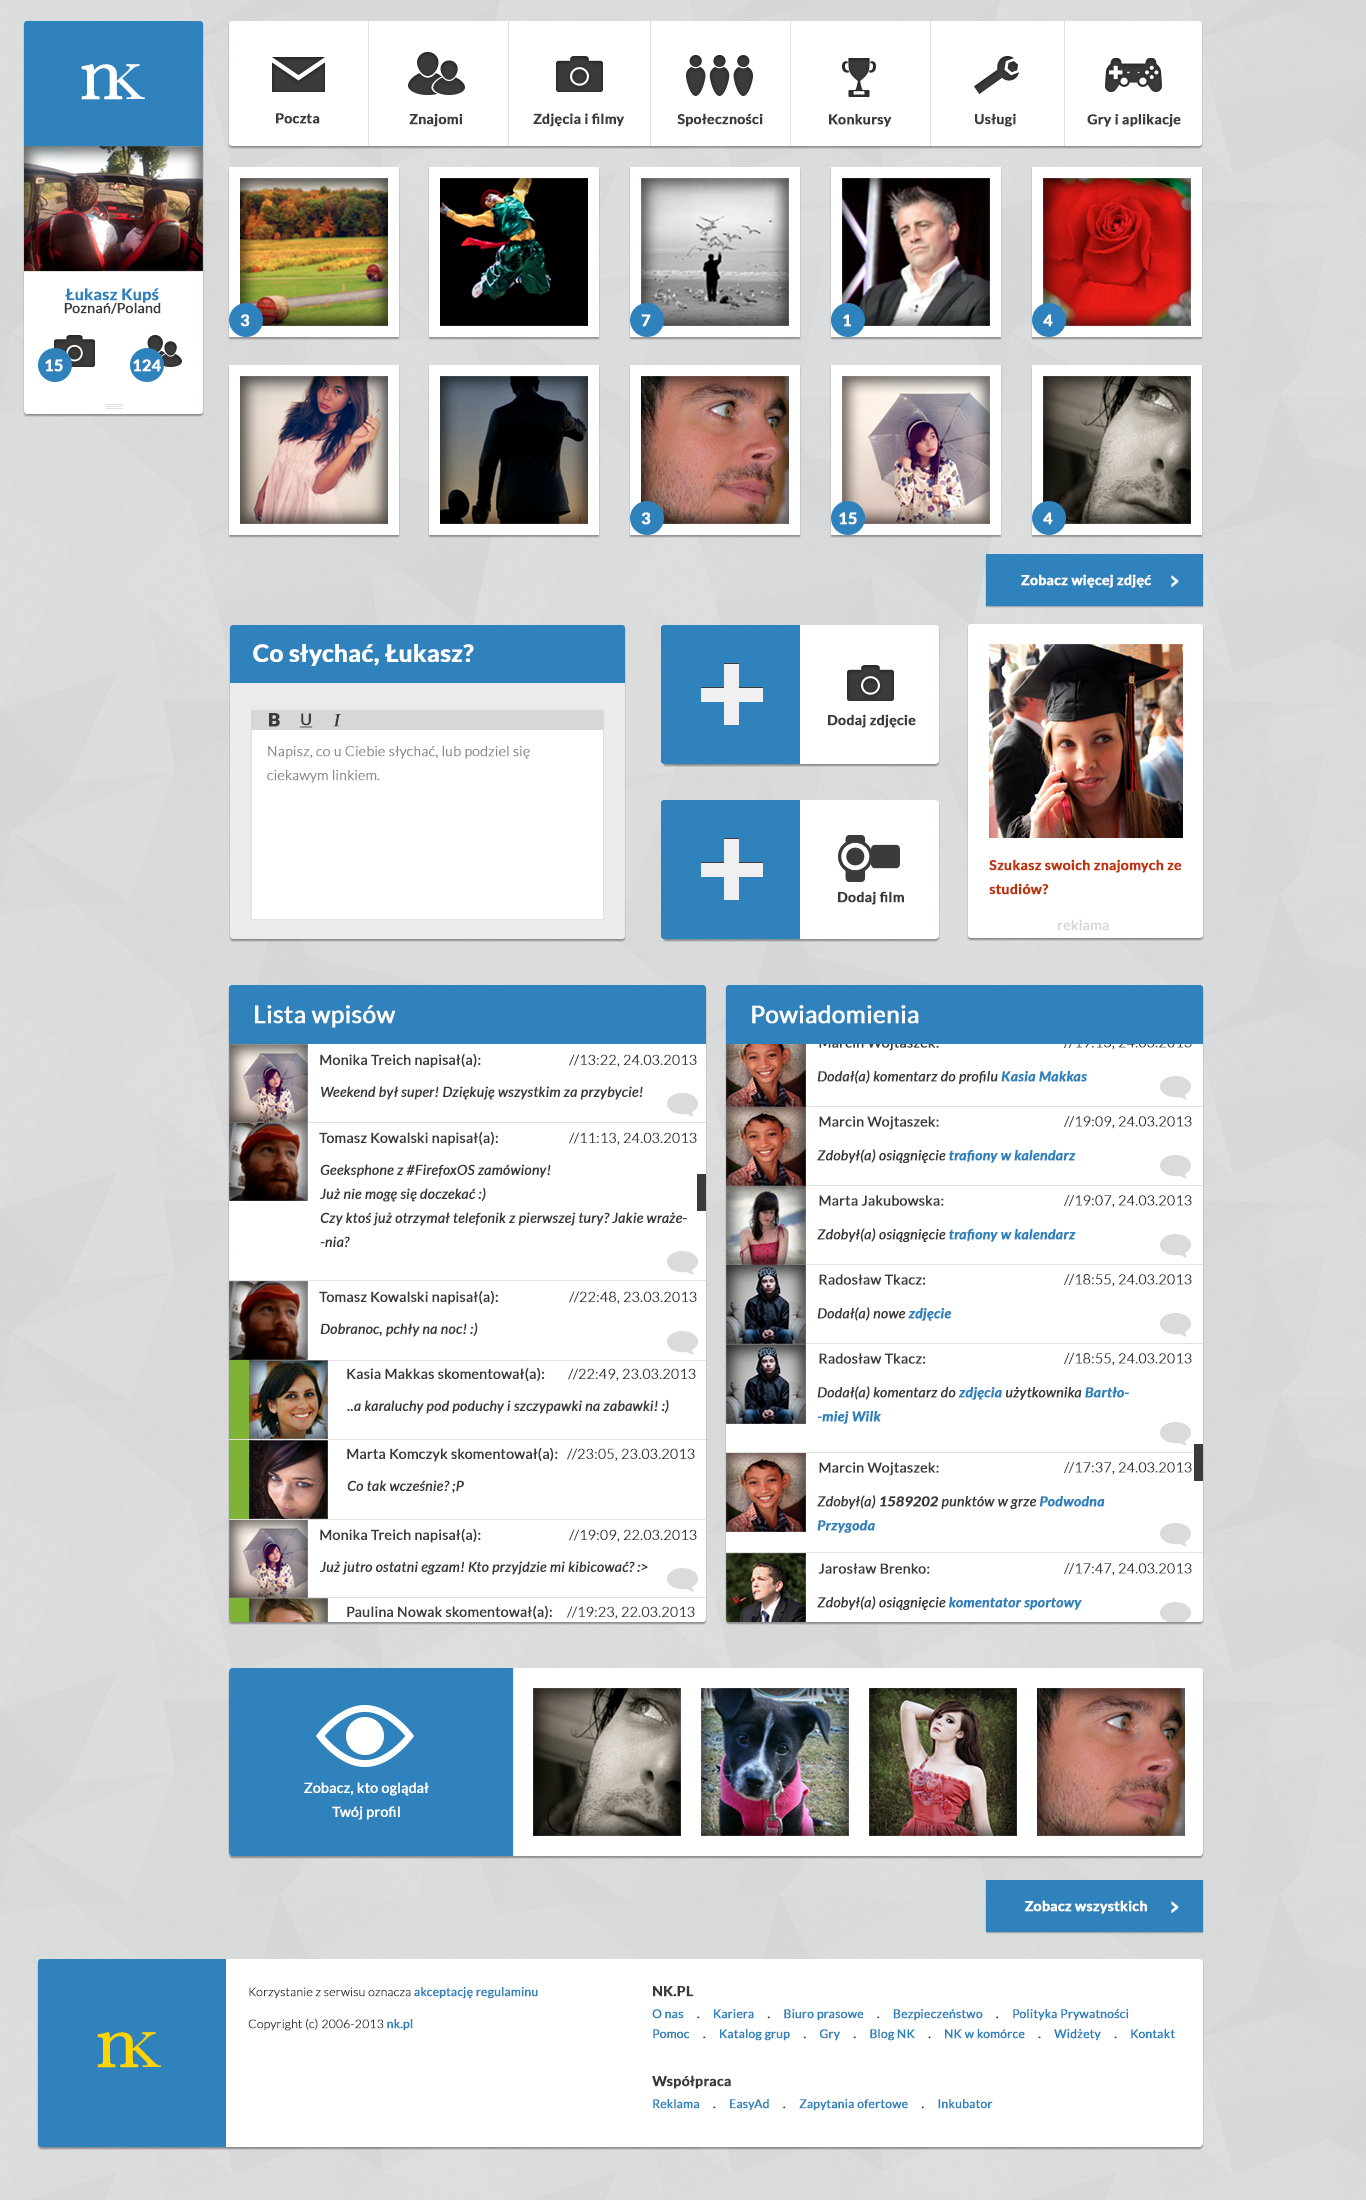 nk
Poczta
Znajomi
Zdjęcia i filmy
Społeczności
Konkursy
Usługi
Gry i aplikacje
Łukasz Kupś
Poznań/Poland
15
124
3
7
1
4
3
15
4
Zobacz więcej zdjęć
Co słychać, Łukasz?
B U I
Napisz, co u Ciebie słychać, lub podziel się
ciekawym linkiem.
Dodaj zdjęcie
Dodaj film
Szukasz swoich znajomych ze
studiów?
reklama
Lista wpisów
Monika Treich napisał(a): //13:22, 24.03.2013
Weekend był super! Dziękuję wszystkim za przybycie!
Tomasz Kowalski napisał(a): //11:13, 24.03.2013
Geeksphone z #FirefoxOS zamówiony!
Już nie mogę się doczekać :)
Czy ktoś już otrzymał telefonik z pierwszej tury? Jakie wraże-
-nia?
Tomasz Kowalski napisał(a): //22:48, 23.03.2013
Dobranoc, pchły na noc! :)
Kasia Makkas skomentował(a): //22:49, 23.03.2013
..a karaluchy pod poduchy i szczypawki na zabawki! :)
Marta Komczyk skomentował(a): //23:05, 23.03.2013
Co tak wcześnie? ;P
Monika Treich napisał(a): //19:09, 22.03.2013
Już jutro ostatni egzam! Kto przyjdzie mi kibicować? :>
Paulina Nowak skomentował(a): //19:23, 22.03.2013
Powiadomienia
Marcin Wojtaszek: //19:13, 24.03.2013
Dodał(a) komentarz do profilu Kasia Makkas
Marcin Wojtaszek: //19:09, 24.03.2013
Zdobył(a) osiągnięcie trafiony w kalendarz
Marta Jakubowska: //19:07, 24.03.2013
Zdobył(a) osiągnięcie trafiony w kalendarz
Radosław Tkacz: //18:55, 24.03.2013
Dodał(a) nowe zdjęcie
Radosław Tkacz: //18:55, 24.03.2013
Dodał(a) komentarz do zdjęcia użytkownika Bartło-
-miej Wilk
Marcin Wojtaszek: //17:37, 24.03.2013
Zdobył(a) 1589202 punktów w grze Podwodna
Przygoda
Jarosław Brenko: //17:47, 24.03.2013
Zdobył(a) osiągnięcie komentator sportowy
Zobacz, kto oglądał
Twój profil
Zobacz wszystkich
nk
Korzystanie z serwisu oznacza akceptację regulaminu
Copyright (c) 2006-2013 nk.pl
NK.PL
O nas . Kariera . Biuro prasowe . Bezpieczeństwo . Polityka Prywatności
Pomoc . Katalog grup . Gry . Blog NK . NK w komórce . Widżety . Kontakt
Współpraca
Reklama . EasyAd . Zapytania ofertowe . Inkubator